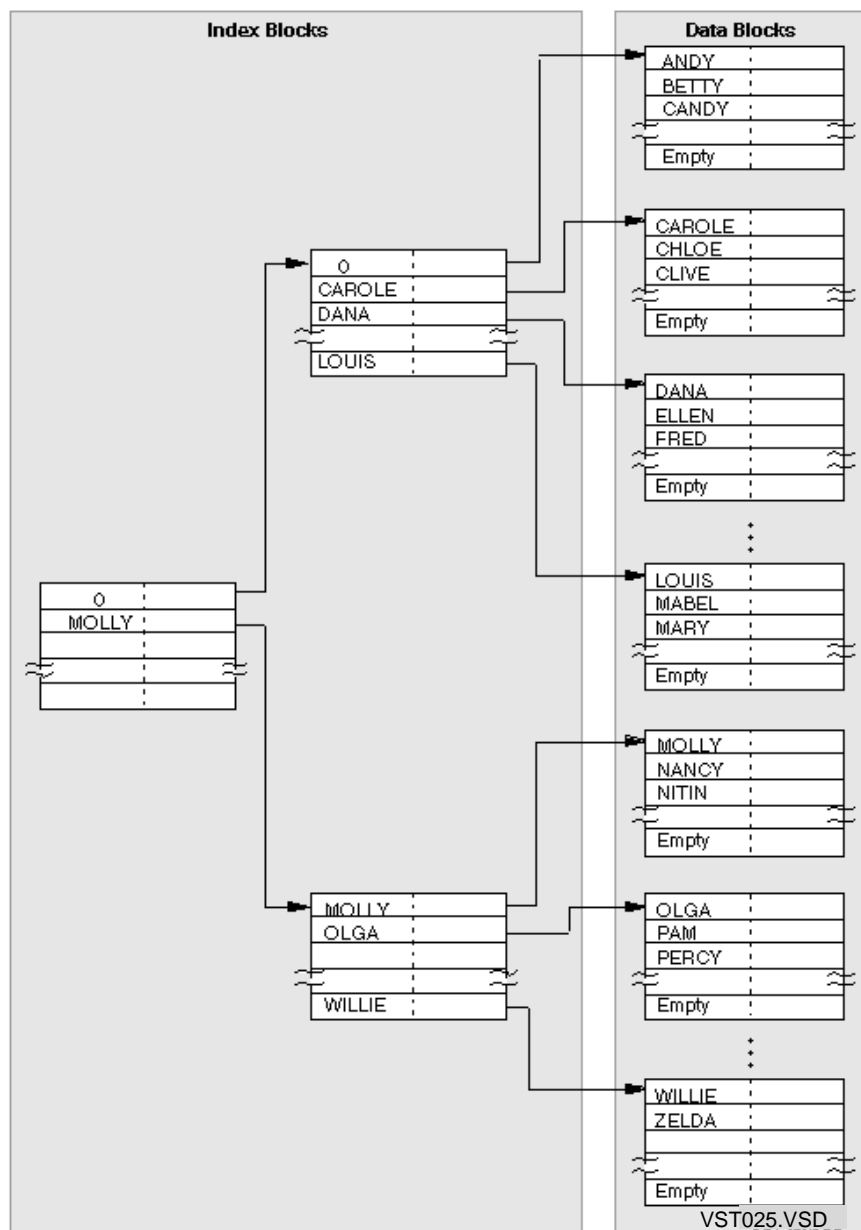 Index Blocks
Data Blocks
ANDY
BETTY
CANDY
Empty
CAROLE
CHLOE
CLIVE
Empty
0
CAROLE
DANA
LOUIS
DANA
ELLEN
FRED
Empty
0
MOLLY
LOUIS
MABEL
MARY
Empty
MOLLY
NANCY
NITIN
Empty
MOLLY
OLGA
WILLIE
OLGA
PAM
PERCY
Empty
WILLIE
ZELDA
Empty
VST025.VSD